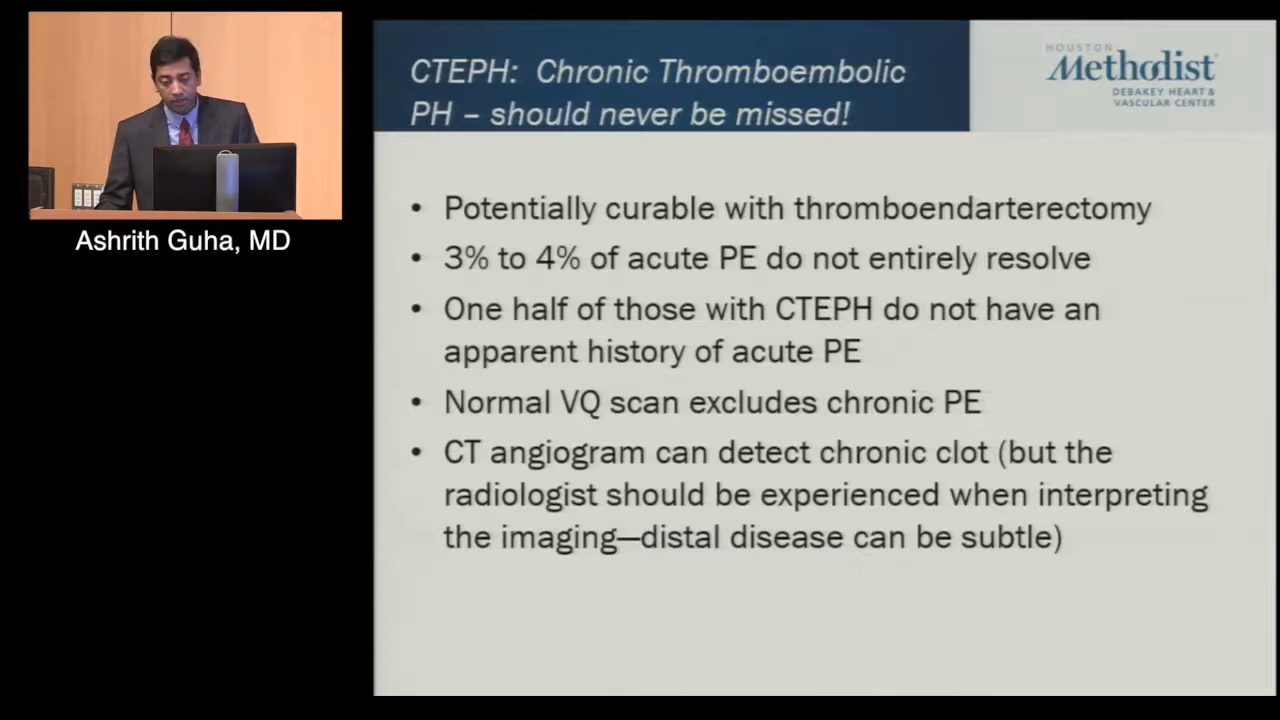 CTEPH: Chronic Thromboembolic
PH – should never be missed!
HOUSTON
Methodist
DEBAKEY HEART &
VASCULAR CENTER
Ashrith Guha, MD
• Potentially curable with thromboendarterectomy
• 3% to 4% of acute PE do not entirely resolve
• One half of those with CTEPH do not have an
apparent history of acute PE
• Normal VQ scan excludes chronic PE
• CT angiogram can detect chronic clot (but the
radiologist should be experienced when interpreting
the imaging—distal disease can be subtle)